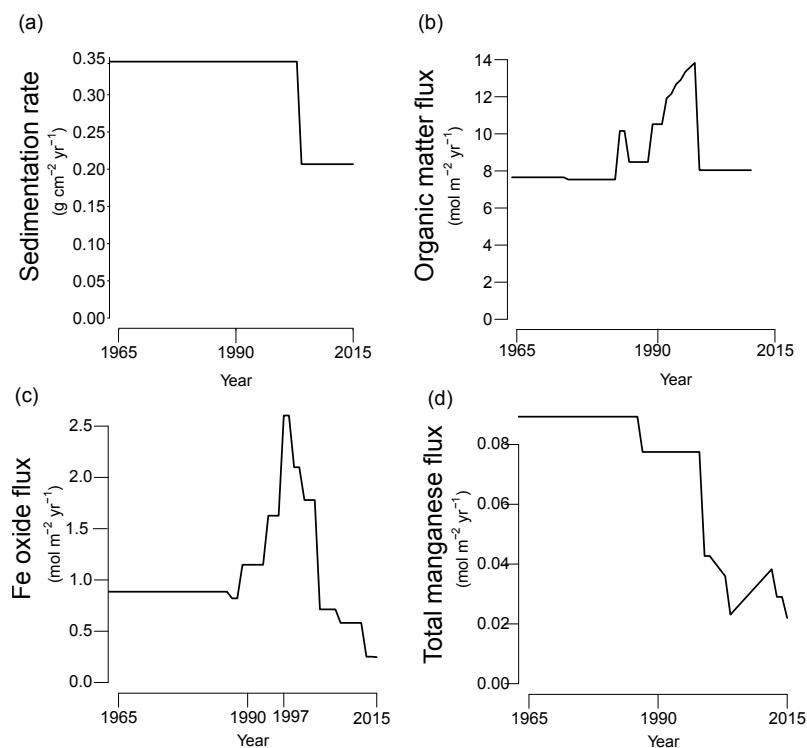 (a)
Sedimentation rate
(g cm⁻² yr⁻¹)
0.35
0.30
0.25
0.20
0.15
0.10
0.05
0.00
1965
1990
2015
Year
(b)
Organic matter flux
(mol m⁻² yr⁻¹)
14
12
10
8
6
4
2
0
1965
1990
2015
Year
(c)
Fe oxide flux
(mol m⁻² yr⁻¹)
2.5
2.0
1.5
1.0
0.5
0.0
1965
1990
1997
2015
Year
(d)
Total manganese flux
(mol m⁻² yr⁻¹)
0.08
0.06
0.04
0.02
0.00
1965
1990
2015
Year